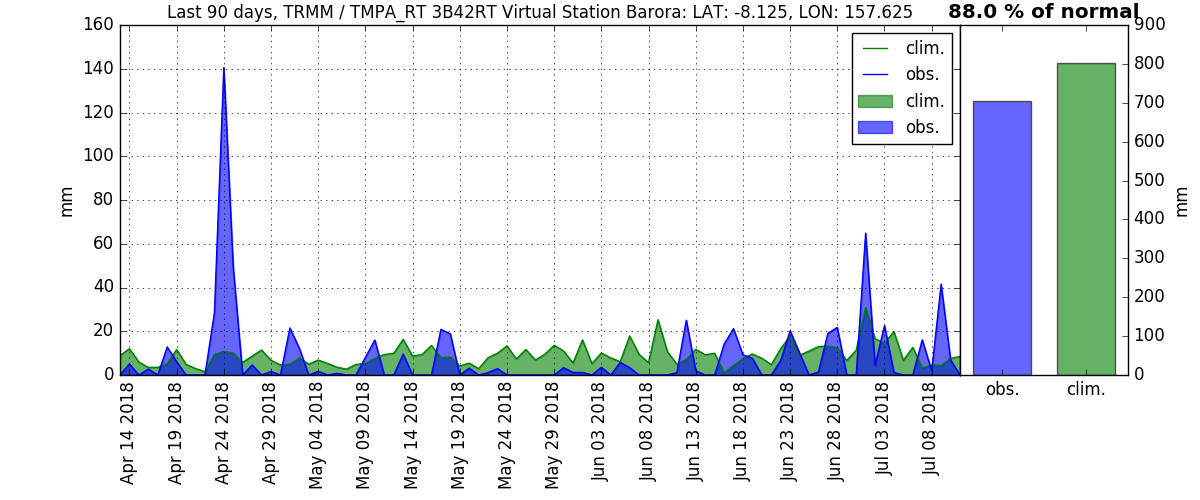 Last 90 days, TRMM / TMPA_RT 3B42RT Virtual Station Barora: LAT: -8.125, LON: 157.625
88.0 % of normal
160
140
120
100
80
60
40
20
0
mm
clim.
obs.
clim.
obs.
900
800
700
600
500
400
300
200
100
0
mm
Apr 14 2018
Apr 19 2018
Apr 24 2018
Apr 29 2018
May 04 2018
May 09 2018
May 14 2018
May 19 2018
May 24 2018
May 29 2018
Jun 03 2018
Jun 08 2018
Jun 13 2018
Jun 18 2018
Jun 23 2018
Jun 28 2018
Jul 03 2018
Jul 08 2018
obs.
clim.